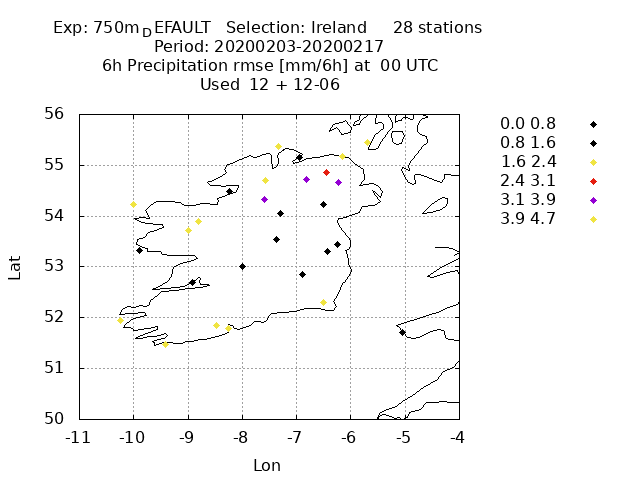 Exp: 750m_DEFAULT Selection: Ireland 28 stations
Period: 20200203-20200217
6h Precipitation rmse [mm/6h] at 00 UTC
Used 12 + 12-06
0.0 0.8
0.8 1.6
1.6 2.4
2.4 3.1
3.1 3.9
3.9 4.7
56
55
54
53
52
51
50
Lat
-11 -10 -9 -8 -7 -6 -5 -4
Lon